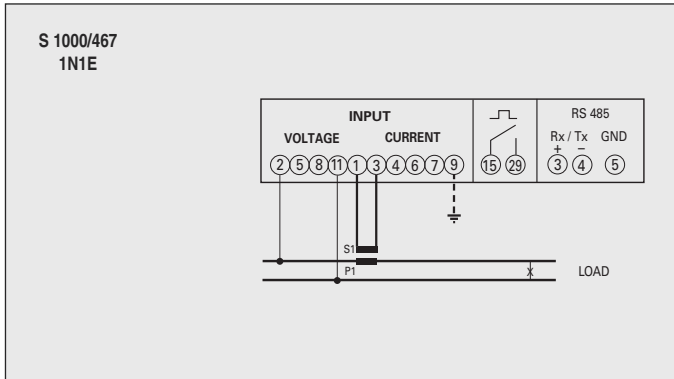 S 1000/467
1N1E
INPUT
VOLTAGE CURRENT
2 5 8 11 1 3 4 6 7 9
15 29
RS 485
Rx / Tx GND
+ –
3 4 5
S1
P1
X
LOAD